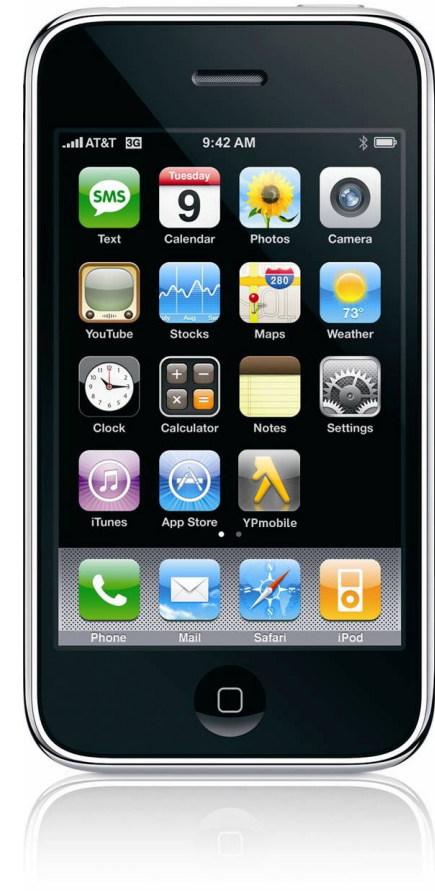 AT&T 3G 9:42 AM
SMS Tuesday 9
Text Calendar Photos Camera
280
73°
YouTube Stocks Maps Weather
Clock Calculator Notes Settings
iTunes App Store YPmobile
Phone Mail Safari iPod